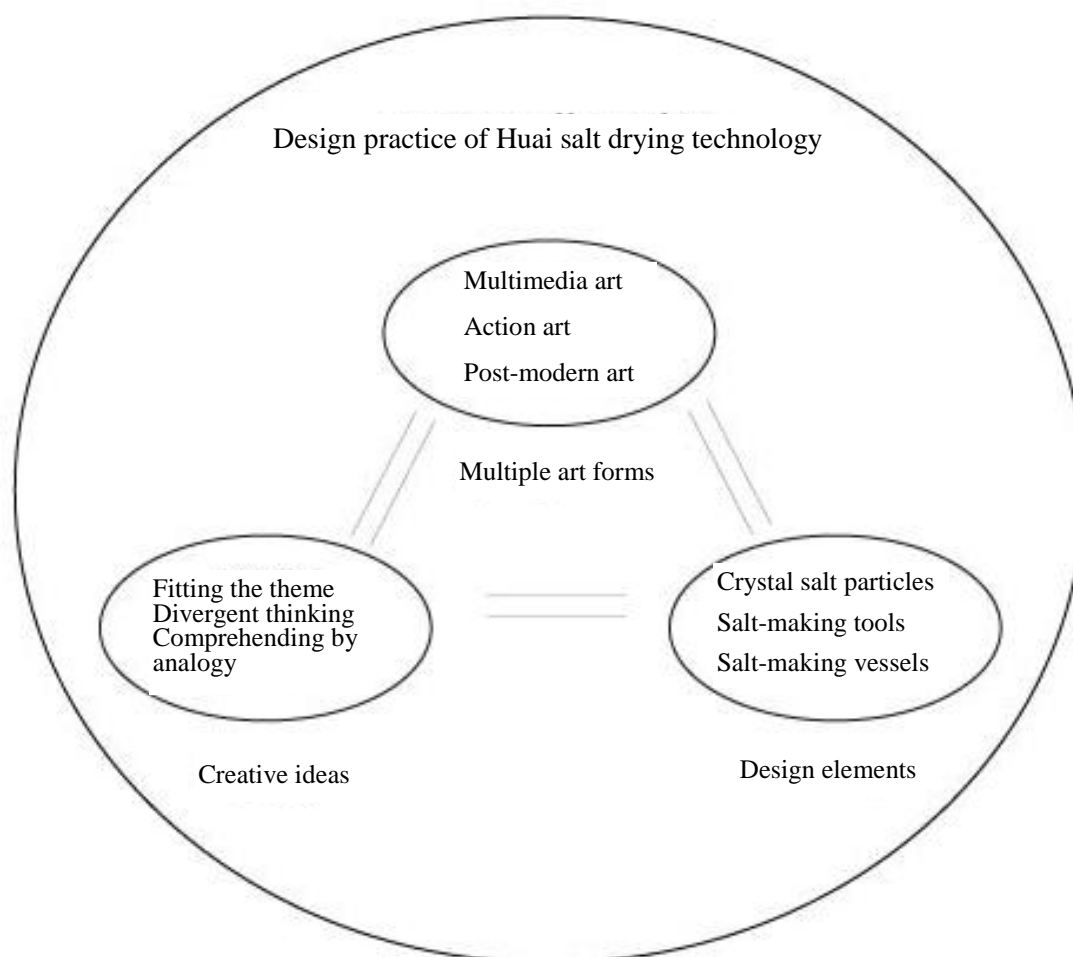 Design practice of Huai salt drying technology
Multimedia art
Action art
Post-modern art
Multiple art forms
Fitting the theme
Divergent thinking
Comprehending by
analogy
Creative ideas
Crystal salt particles
Salt-making tools
Salt-making vessels
Design elements